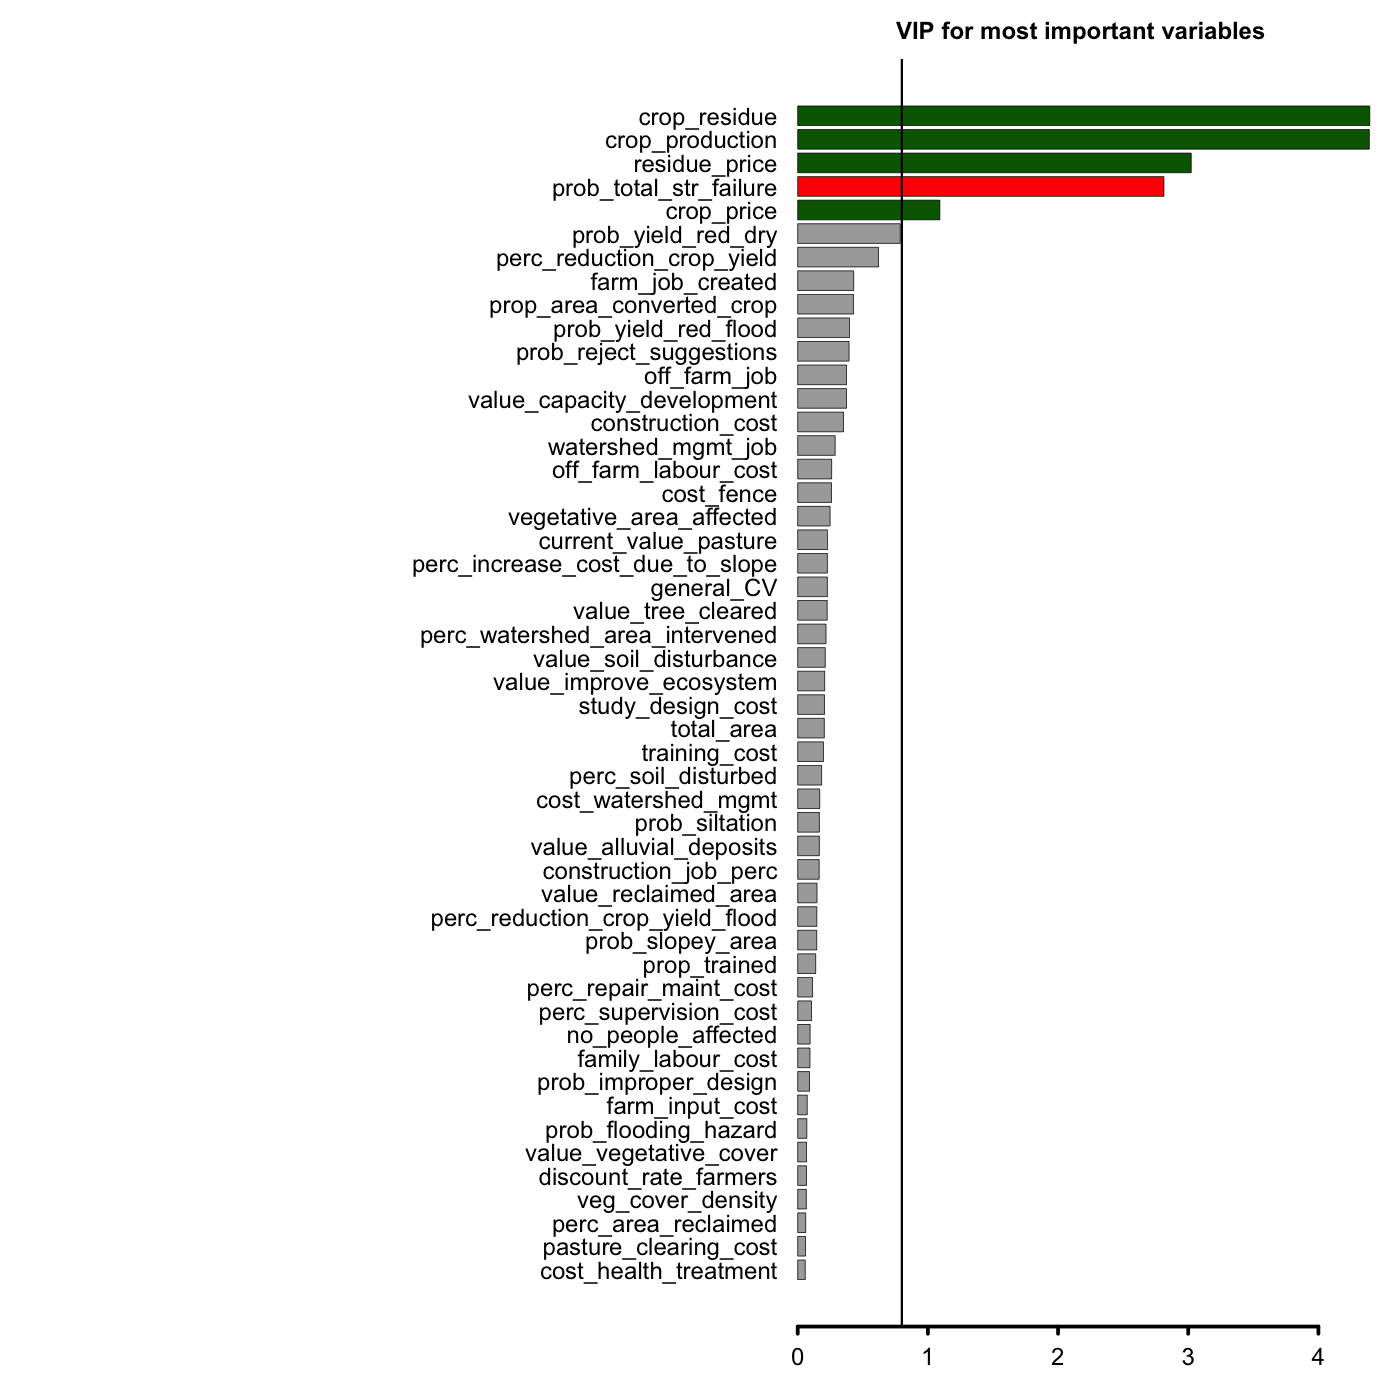 VIP for most important variables
crop_residue
crop_production
residue_price
prob_total_str_failure
crop_price
prob_yield_red_dry
perc_reduction_crop_yield
farm_job_created
prop_area_converted_crop
prob_yield_red_flood
prob_reject_suggestions
off_farm_job
value_capacity_development
construction_cost
watershed_mgmt_job
off_farm_labour_cost
cost_fence
vegetative_area_affected
current_value_pasture
perc_increase_cost_due_to_slope
general_CV
value_tree_cleared
perc_watershed_area_intervened
value_soil_disturbance
value_improve_ecosystem
study_design_cost
total_area
training_cost
perc_soil_disturbed
cost_watershed_mgmt
prob_siltation
value_alluvial_deposits
construction_job_perc
value_reclaimed_area
perc_reduction_crop_yield_flood
prob_slopey_area
prop_trained
perc_repair_maint_cost
perc_supervision_cost
no_people_affected
family_labour_cost
prob_improper_design
farm_input_cost
prob_flooding_hazard
value_vegetative_cover
discount_rate_farmers
veg_cover_density
perc_area_reclaimed
pasture_clearing_cost
cost_health_treatment
0 1 2 3 4